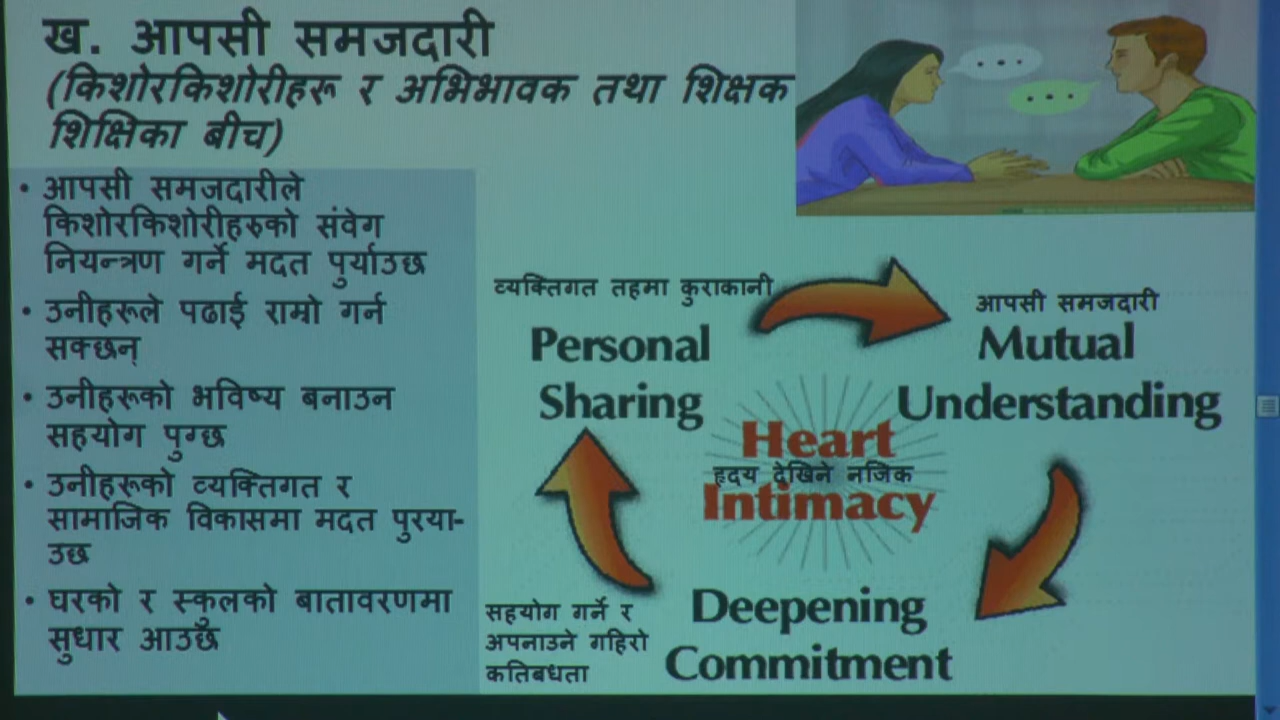 ख. आपसी समजदारी
(किशोरकिशोरीहरू र अभिभावक तथा शिक्षक
शिक्षिका बीच)
• आपसी समजदारीले
किशोरकिशोरीहरुको संवेग
नियन्त्रण गर्ने मदत पुर्याउछ
• उनीहरूले पढाई राम्रो गर्न
सक्छन्
• उनीहरूको भविष्य बनाउन
सहयोग पुग्छ
• उनीहरूको व्यक्तिगत र
सामाजिक विकासमा मदत पुरया-
उछ
• घरको र स्कुलको बातावरणमा
सुधार आउछ
व्यक्तिगत तहमा कुराकानी
Personal
Sharing
आपसी समजदारी
Mutual
Understanding
Heart
हृदय देखिने नजिक
Intimacy
सहयोग गर्ने र
अपनाउने गहिरो
कतिबधता
Deepening
Commitment